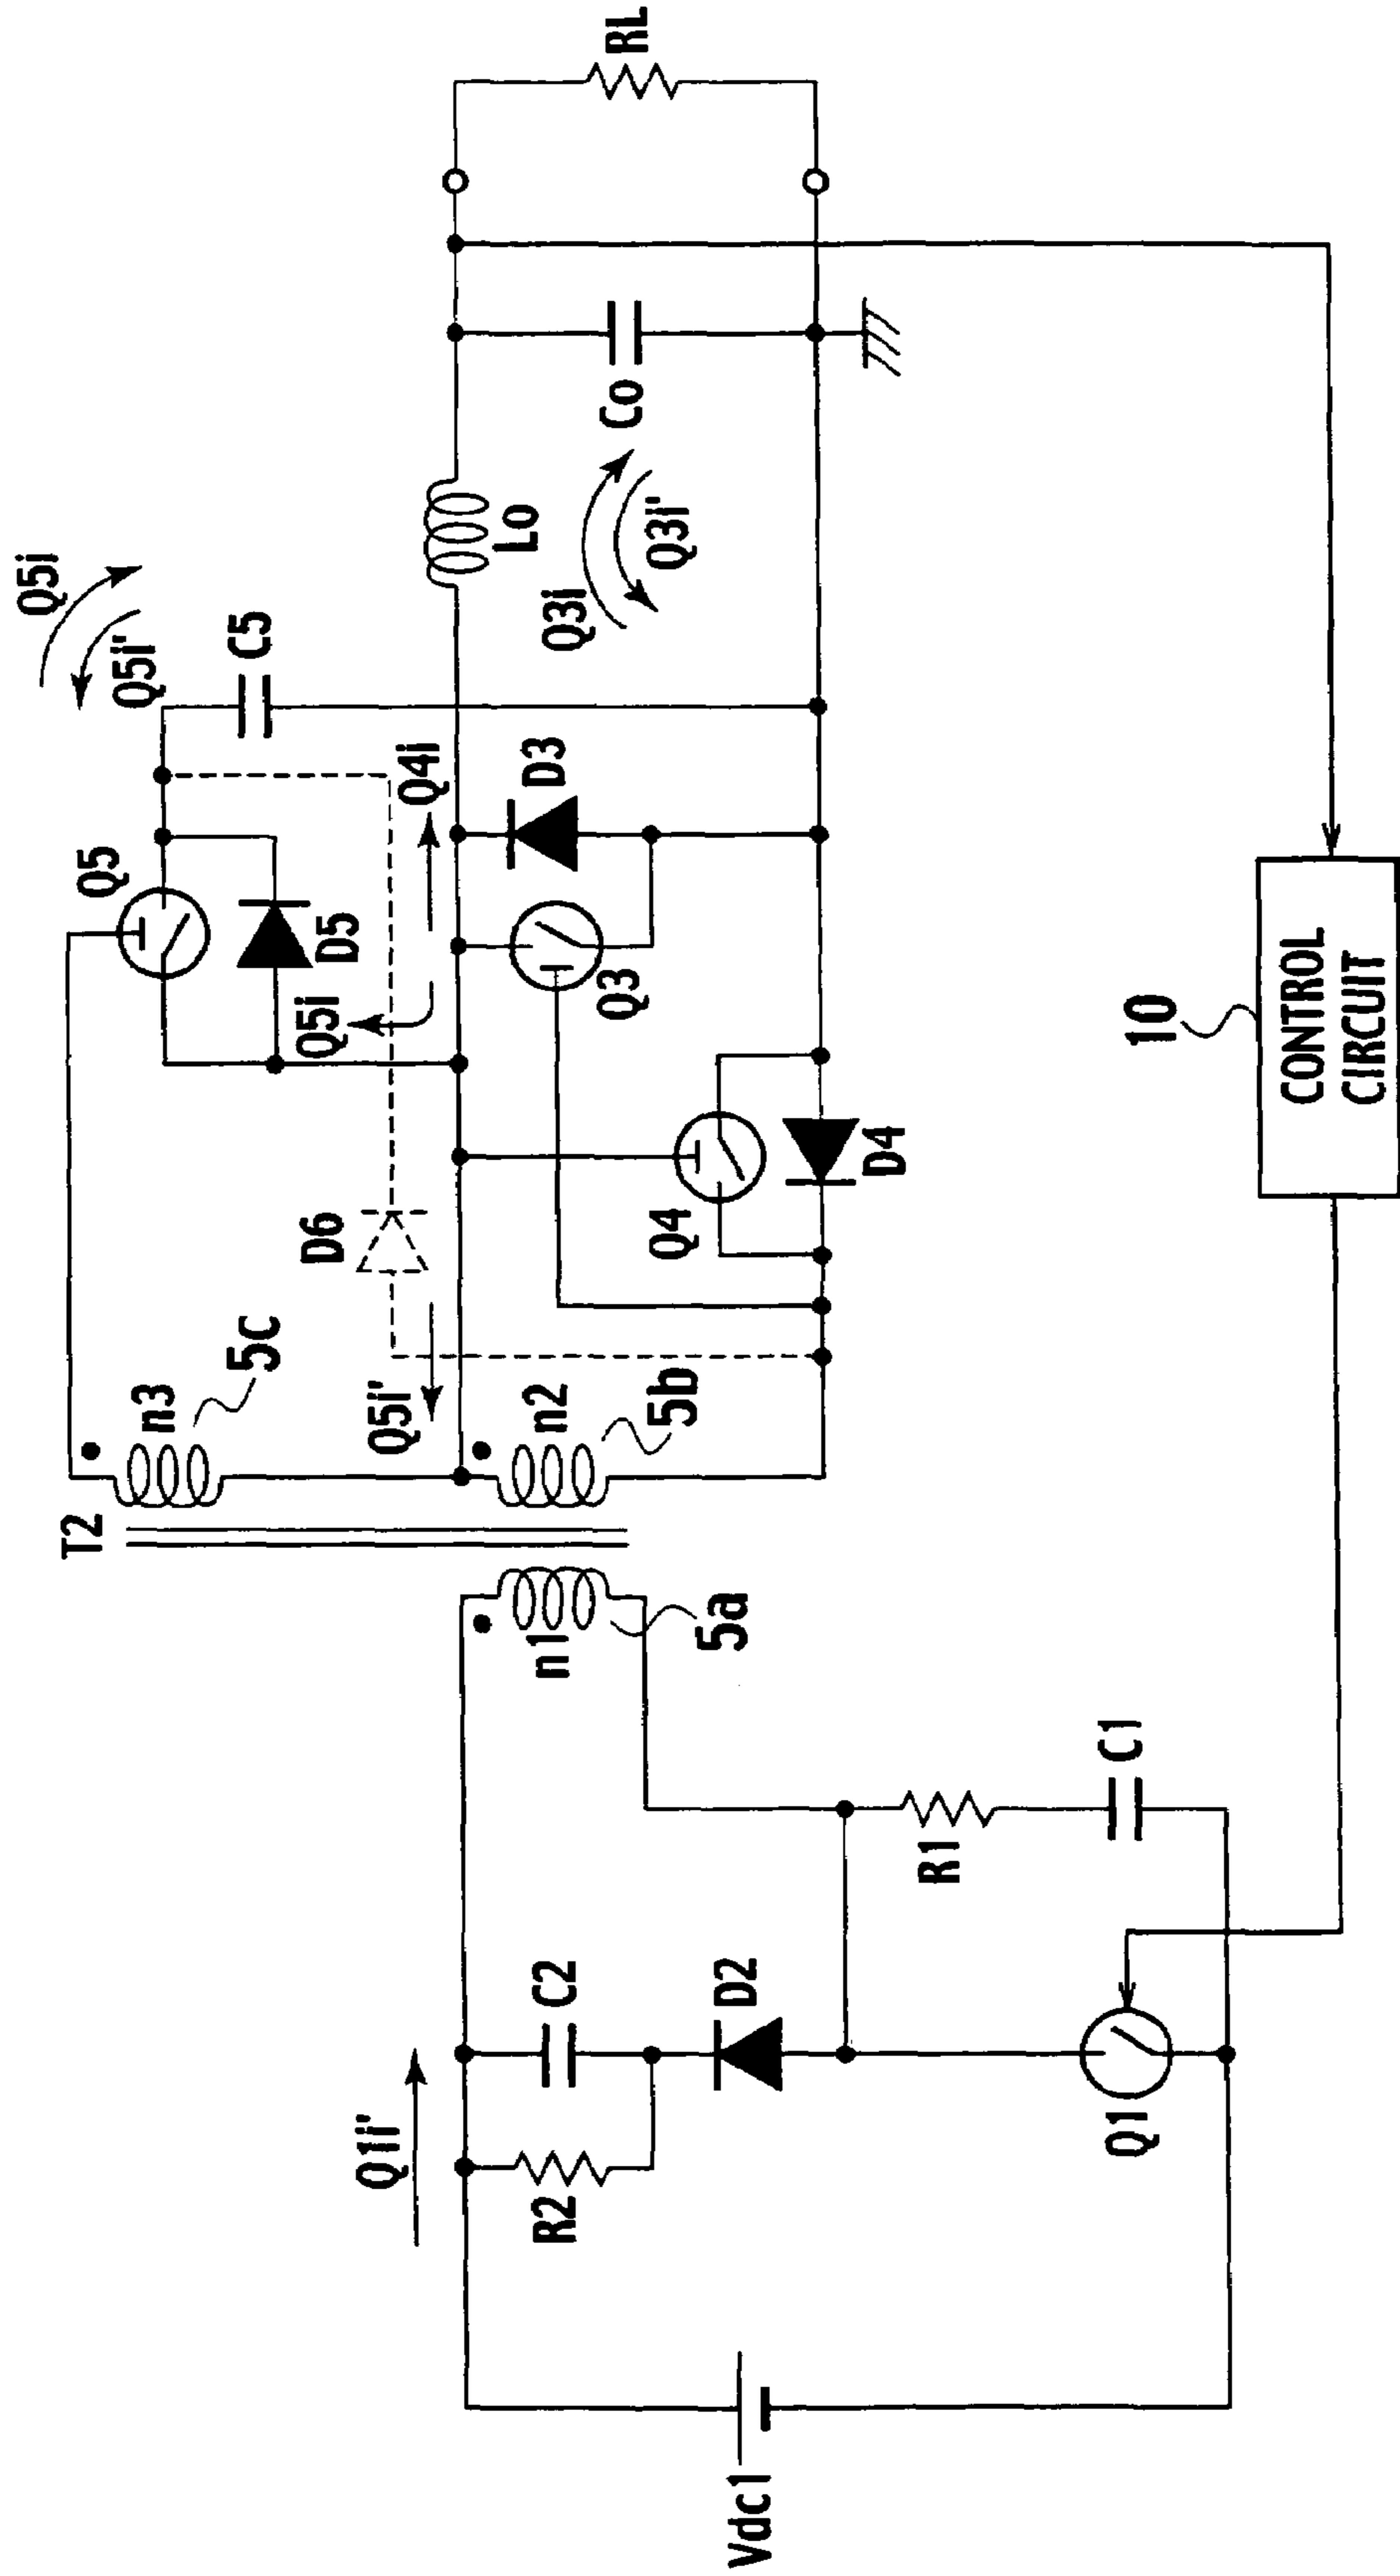 Vdc1
Q1i'
R2
C2
D2
Q1
R1
C1
T2
n1
5a
n3
5c
n2
5b
Q5i'
D6
Q4
D4
Q5
D5
Q5i
Q4i
Q3
D3
Q5i
Q5i'
C5
Lo
Q3i
Q3i'
Co
RL
10
CONTROL
CIRCUIT